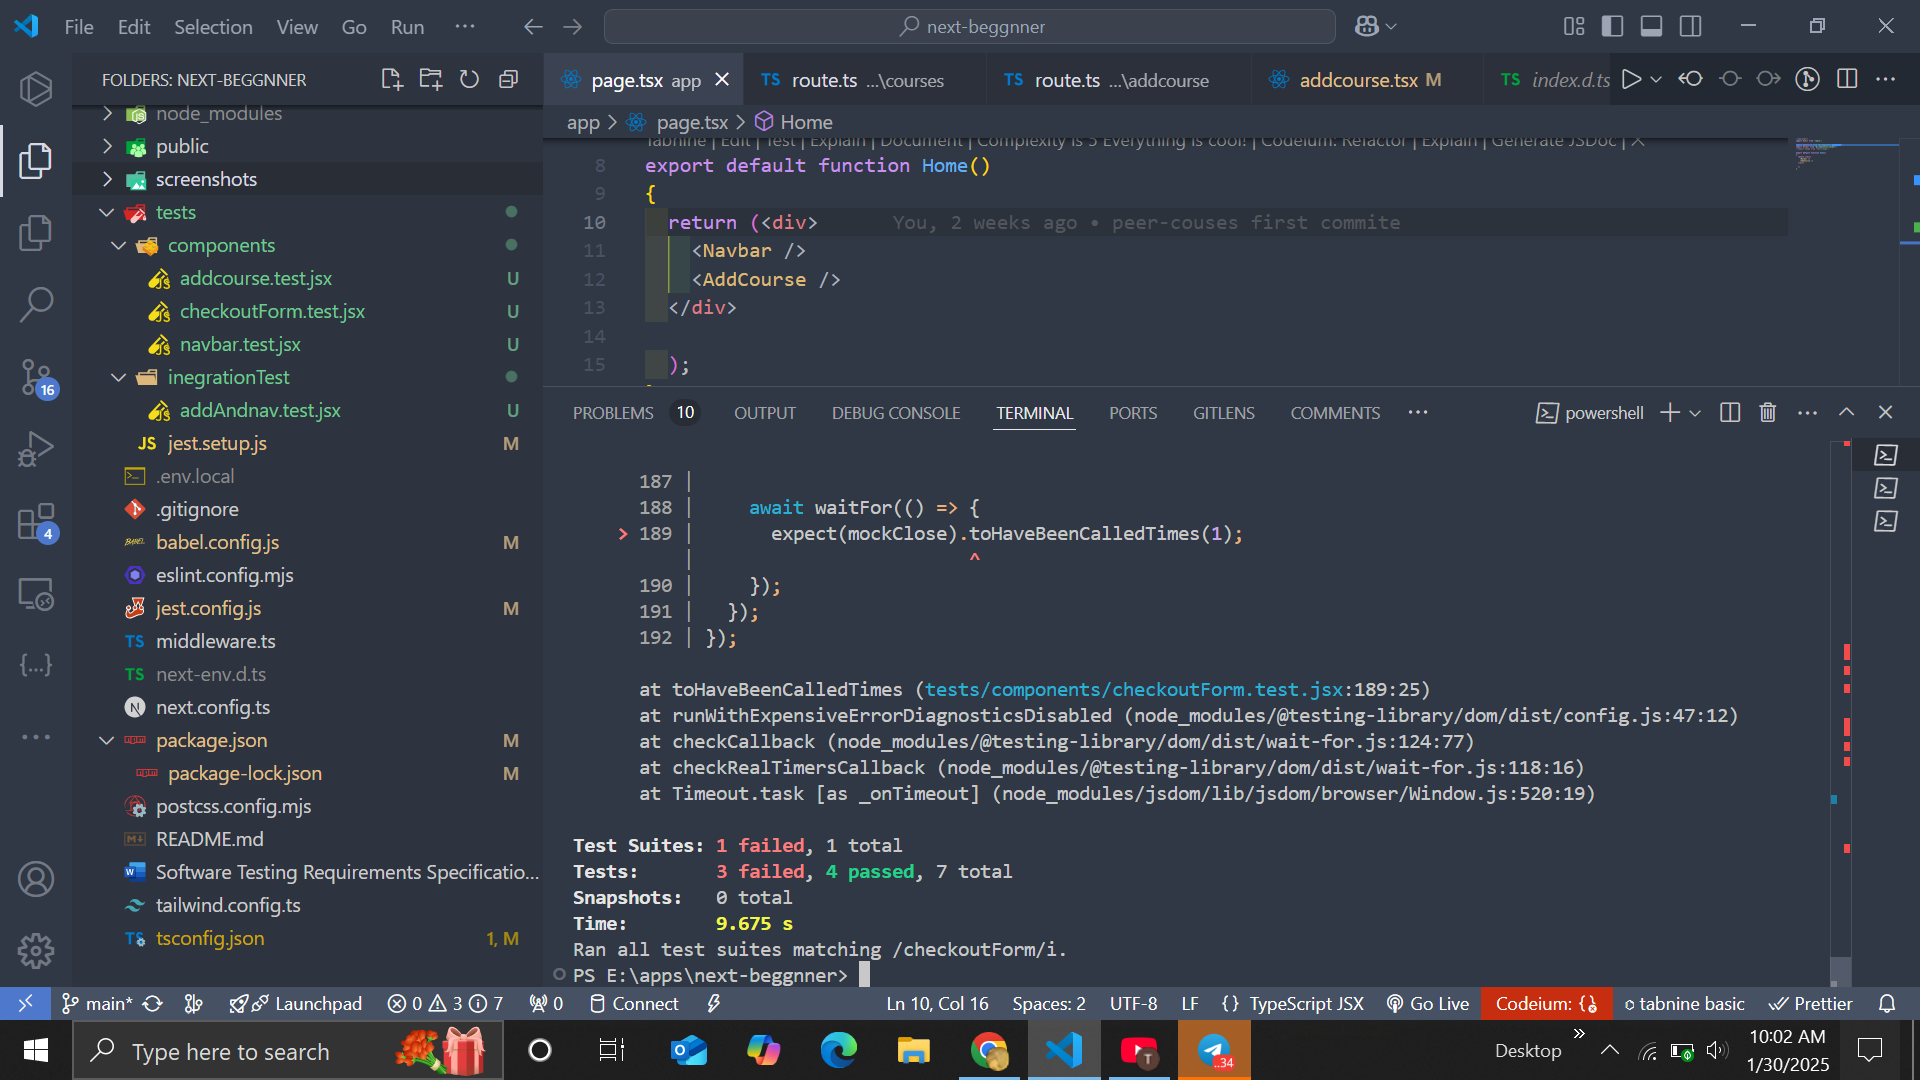 File Edit Selection View Go Run ··· next-beggnner
FOLDERS: NEXT-BEGGNNER
node_modules
public
screenshots
tests
components
addcourse.test.jsx U
checkoutForm.test.jsx U
navbar.test.jsx U
inegrationTest
addAndnav.test.jsx U
JS jest.setup.js M
.env.local
.gitignore
BABEL babel.config.js M
eslint.config.mjs
jest.config.js M
TS middleware.ts
TS next-env.d.ts
N next.config.ts
package.json M
package-lock.json M
postcss.config.mjs
README.md
W Software Testing Requirements Specificatio...
tailwind.config.ts
TS tsconfig.json 1, M
16
4
page.tsx app TS route.ts ...\courses TS route.ts ...\addcourse addcourse.tsx M TS index.d.ts
app > page.tsx > Home
Tabnine | Edit | Test | Explain | Document | Complexity is 5 Everything is cool! | Codeium: Refactor | Explain | Generate JSDoc | X
8 export default function Home()
9 {
10 return (<div> You, 2 weeks ago • peer-couses first commite
11 <Navbar />
12 <AddCourse />
13 </div>
14
15 );
PROBLEMS 10 OUTPUT DEBUG CONSOLE TERMINAL PORTS GITLENS COMMENTS ··· powershell
187 |
188 | await waitFor(() => {
> 189 | expect(mockClose).toHaveBeenCalledTimes(1);
| ^
190 | });
191 | });
192 | });
at toHaveBeenCalledTimes (tests/components/checkoutForm.test.jsx:189:25)
at runWithExpensiveErrorDiagnosticsDisabled (node_modules/@testing-library/dom/dist/config.js:47:12)
at checkCallback (node_modules/@testing-library/dom/dist/wait-for.js:124:77)
at checkRealTimersCallback (node_modules/@testing-library/dom/dist/wait-for.js:118:16)
at Timeout.task [as _onTimeout] (node_modules/jsdom/lib/jsdom/browser/Window.js:520:19)
Test Suites: 1 failed, 1 total
Tests: 3 failed, 4 passed, 7 total
Snapshots: 0 total
Time: 9.675 s
Ran all test suites matching /checkoutForm/i.
PS E:\apps\next-beggnner>
main* Launchpad 0 3 7 0 Connect Ln 10, Col 16 Spaces: 2 UTF-8 LF {} TypeScript JSX Go Live Codeium: {} tabnine basic Prettier
Type here to search T 34 Desktop 10:02 AM
1/30/2025